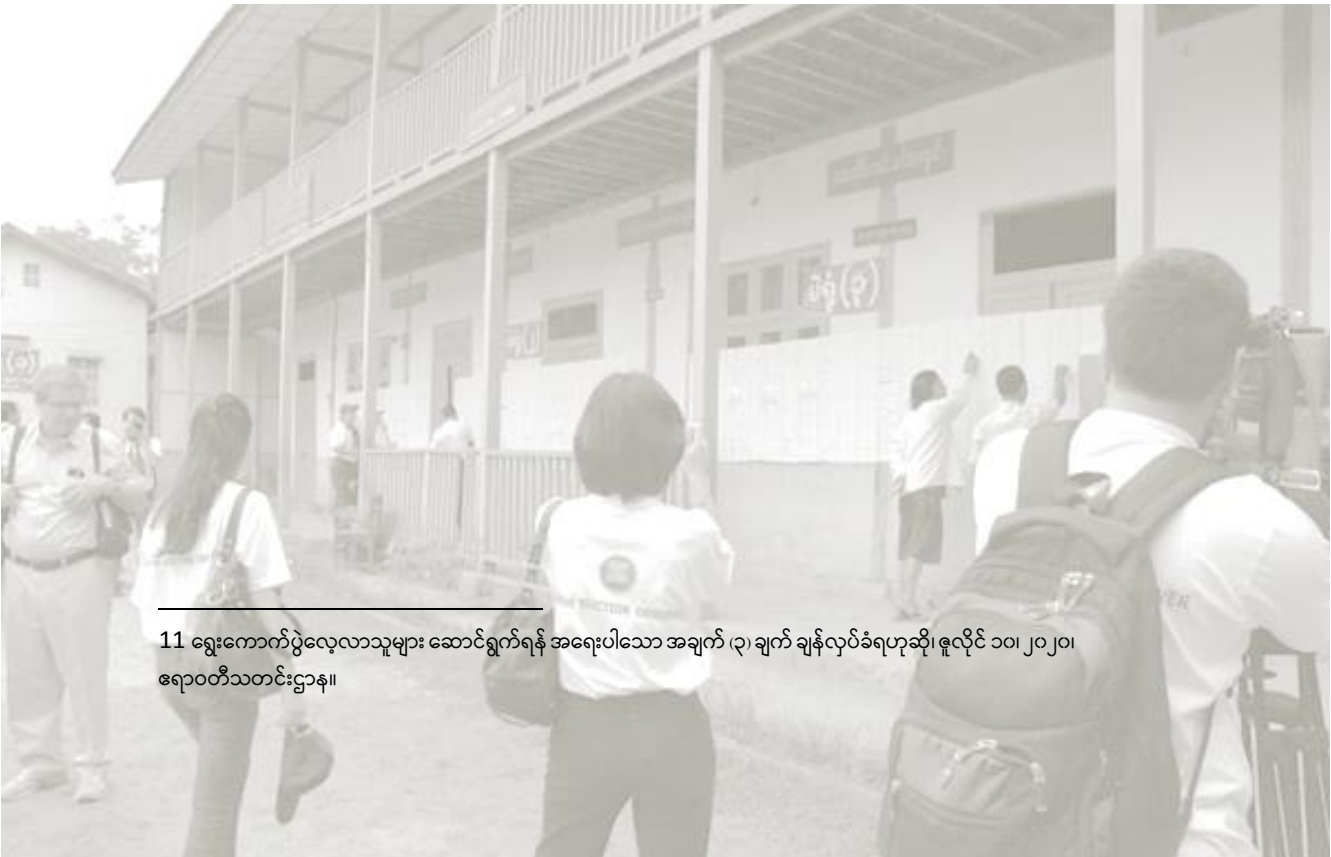 မဲရုံ(၃)
11 ရွေးကောက်ပွဲလေ့လာသူများ ဆောင်ရွက်ရန် အရေးပါသော အချက် (၃) ချက် ချန်လှပ်ခံရဟုဆို၊ ဇူလိုင် ၁၀၊ ၂၀၂၀၊
ဧရာဝတီသတင်းဌာန။